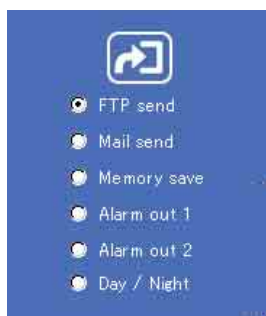 FTP send
Mail send
Memory save
Alarm out 1
Alarm out 2
Day / Night